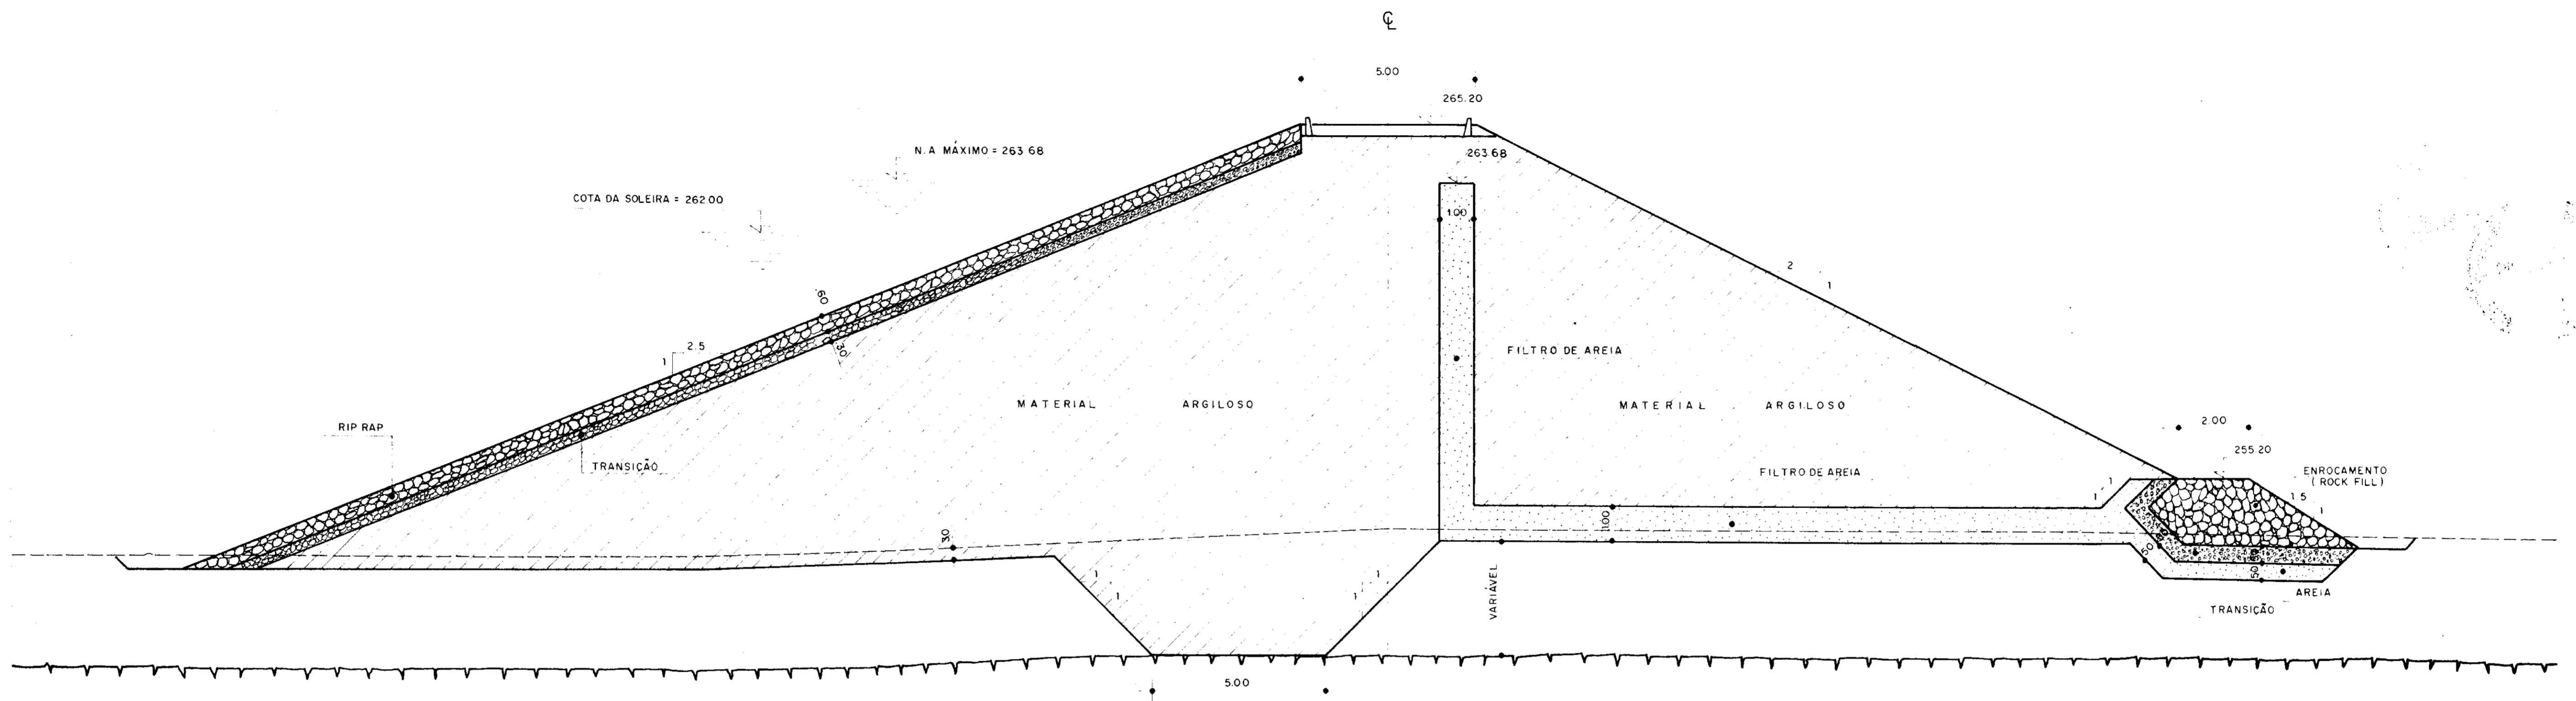 ℄
5.00
265.20
N.A MÁXIMO = 263 68
263 68
COTA DA SOLEIRA = 262 00
1.00
2
1
.60
.30
2.5
1
FILTRO DE AREIA
MATERIAL ARGILOSO
MATERIAL ARGILOSO
RIP RAP
TRANSIÇÃO
2.00
255.20
FILTRO DE AREIA
ENROCAMENTO
(ROCK FILL)
1
1
1.5
1
1.00
.30
.50
.50
1
1
1
1
VARIÁVEL
AREIA
TRANSIÇÃO
5.00